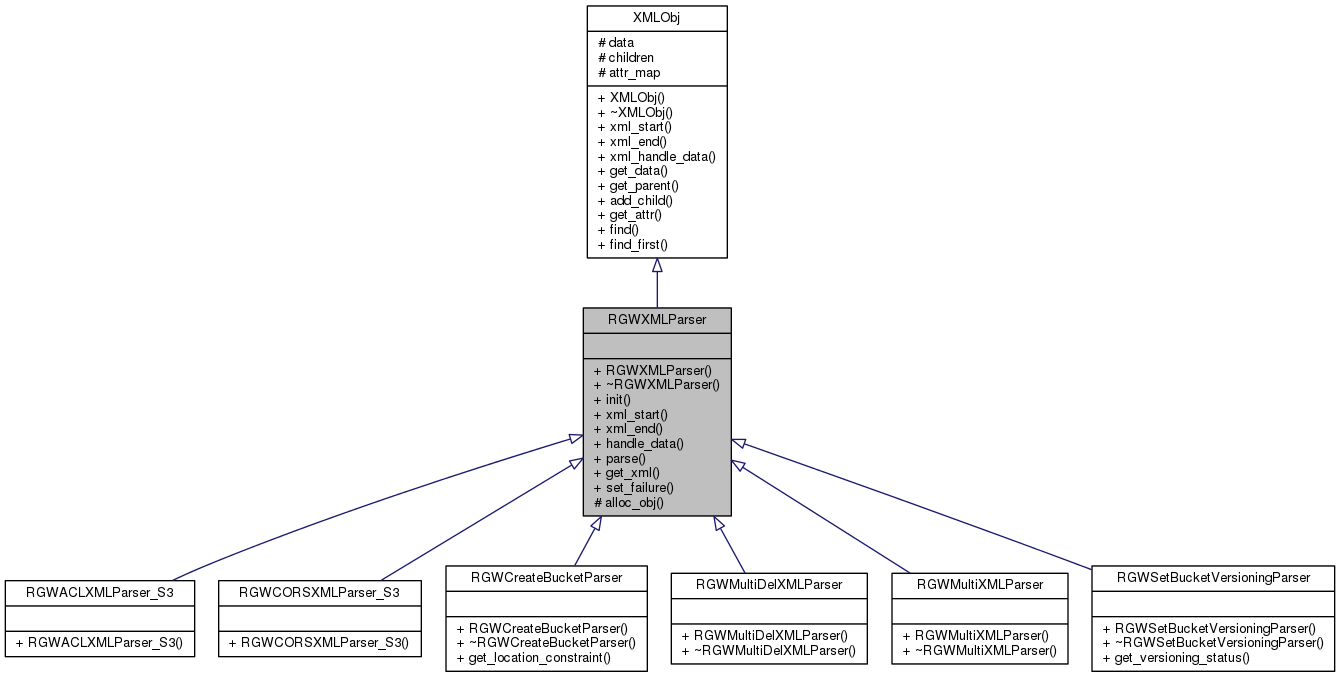 XMLObj
# data
# children
# attr_map
+ XMLObj()
+ ~XMLObj()
+ xml_start()
+ xml_end()
+ xml_handle_data()
+ get_data()
+ get_parent()
+ add_child()
+ get_attr()
+ find()
+ find_first()
RGWXMLParser
+ RGWXMLParser()
+ ~RGWXMLParser()
+ init()
+ xml_start()
+ xml_end()
+ handle_data()
+ parse()
+ get_xml()
+ set_failure()
# alloc_obj()
RGWACLXMLParser_S3
+ RGWACLXMLParser_S3()
RGWCORSXMLParser_S3
+ RGWCORSXMLParser_S3()
RGWCreateBucketParser
+ RGWCreateBucketParser()
+ ~RGWCreateBucketParser()
+ get_location_constraint()
RGWMultiDelXMLParser
+ RGWMultiDelXMLParser()
+ ~RGWMultiDelXMLParser()
RGWMultiXMLParser
+ RGWMultiXMLParser()
+ ~RGWMultiXMLParser()
RGWSetBucketVersioningParser
+ RGWSetBucketVersioningParser()
+ ~RGWSetBucketVersioningParser()
+ get_versioning_status()